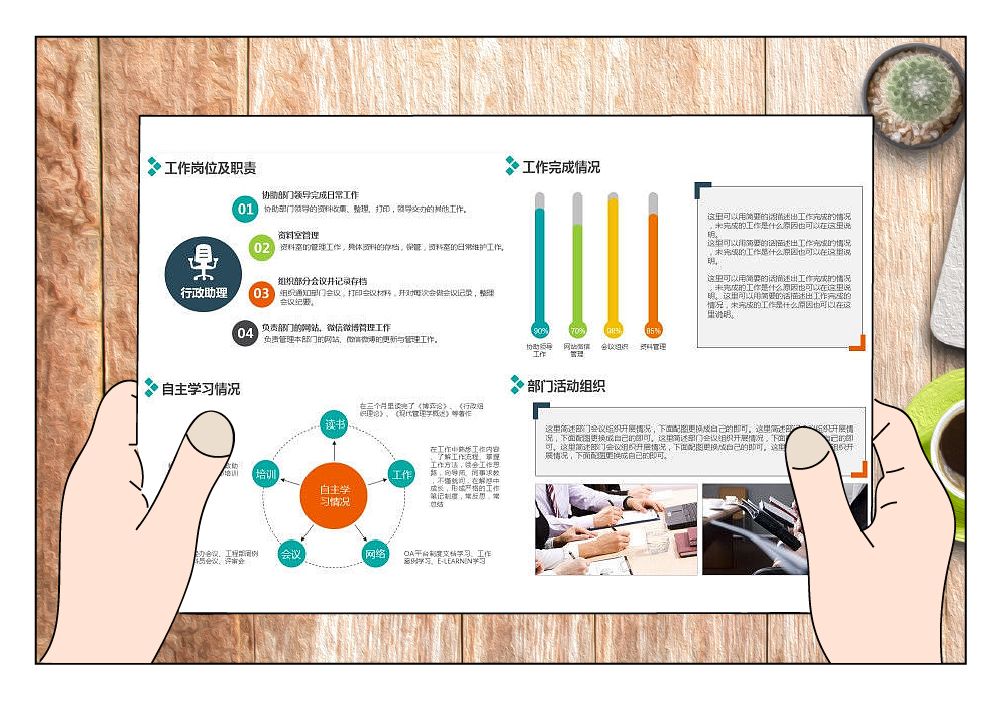 工作岗位及职责
01
协助部门领导完成日常工作
协助部门领导的资料收集、整理、打印，领导交办的其他工作。
02
资料室管理
资料室的管理工作，具体资料的存档，保管，资料室的日常维护工作。
行政助理
03
组织部分会议并记录存档
组织通知部门会议，打印会议材料，并对每次会做会议记录，整理
会议纪要。
04
负责部门的网站、微信微博管理工作
负责管理本部门的网站、微信微博的更新与管理工作。
工作完成情况
90%
70%
98%
85%
协助领导
工作
网站微信
管理
会议组织
资料管理
这里可以用简要的话描述出工作完成的情况
，未完成的工作是什么原因也可以在这里说
明。
这里可以用简要的话描述出工作完成的情况
，未完成的工作是什么原因也可以在这里说
明。
这里可以用简要的话描述出工作完成的情况
，未完成的工作是什么原因也可以在这里说
明。这里可以用简要的话描述出工作完成的
情况，未完成的工作是什么原因也可以在这
里说明。
自主学习情况
在三个月里读完了《博弈论》、《行政组
织理论》、《现代管理学概述》等著作
读书
培训
工作
自主学
习情况
会议
网络
在工作中熟悉工作内容
，了解工作流程，掌握
工作方法，领会工作思
路，向导师、同事求教
，不懂就问，在解惑中
成长，形成严格的工作
笔记制度，常反思，常
总结
培训
办会议、工程部周例
员会议、评审会
OA平台制度文档学习、工作
案例学习、E-LEARNEN学习
部门活动组织
这里简述部门会议组织开展情况，下面配图更换成自己的即可。这里简述部门会议组织开展情
况，下面配图更换成自己的即可。这里简述部门会议组织开展情况，下面配图更换成自己的即
可。这里简述部门会议组织开展情况，下面配图更换成自己的即可。这里简述部门会议组织开
展情况，下面配图更换成自己的即可。